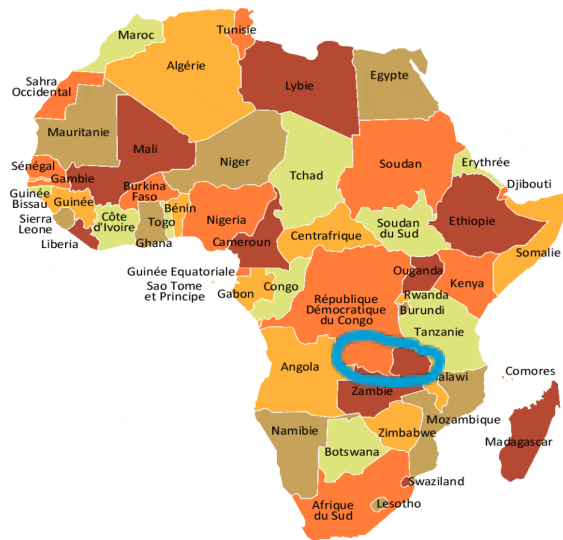 Maroc
Tunisie
Algérie
Lybie
Egypte
Sahra
Occidental
Mauritanie
Mali
Niger
Tchad
Soudan
Erythrée
Djibouti
Sénégal
Gambie
Guinée
Bissau
Guinée
Burkina
Faso
Bénin
Nigeria
Sierra
Leone
Côte
d'Ivoire
Togo
Ghana
Liberia
Cameroun
Centrafrique
Soudan
du Sud
Ethiopie
Somalie
Guinée Equatoriale
Sao Tome
et Principe
Gabon
Congo
République
Démocratique
du Congo
Ouganda
Kenya
Rwanda
Burundi
Tanzanie
Angola
Zambie
alawi
Comores
Mozambique
Madagascar
Namibie
Zimbabwe
Botswana
Swaziland
Lesotho
Afrique
du Sud